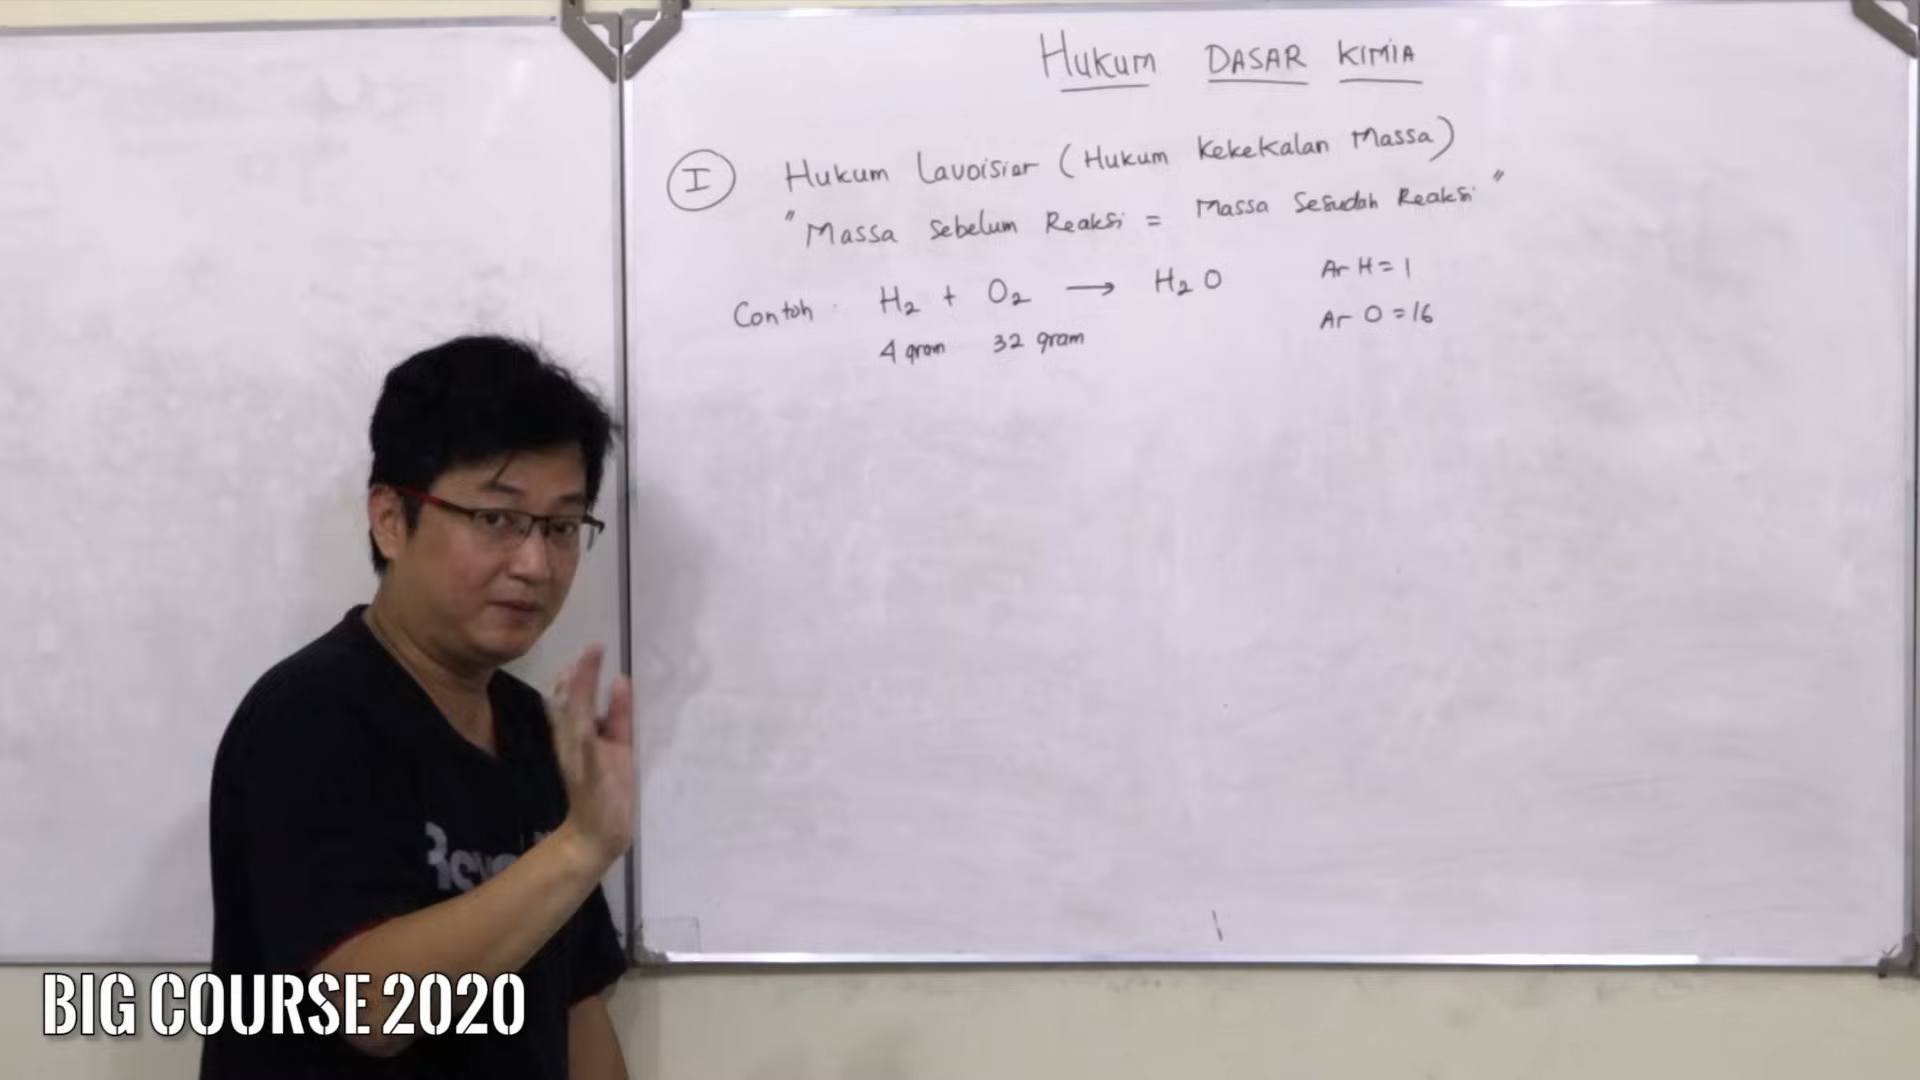 Hukum DASAR KIMIA
I Hukum Lavoisier (Hukum Kekekalan Massa)
"Massa Sebelum Reaksi = Massa Sesudah Reaksi"
Contoh : H₂ + O₂ → H₂O Ar H = 1
4 gram 32 gram Ar O = 16
BIG COURSE 2020